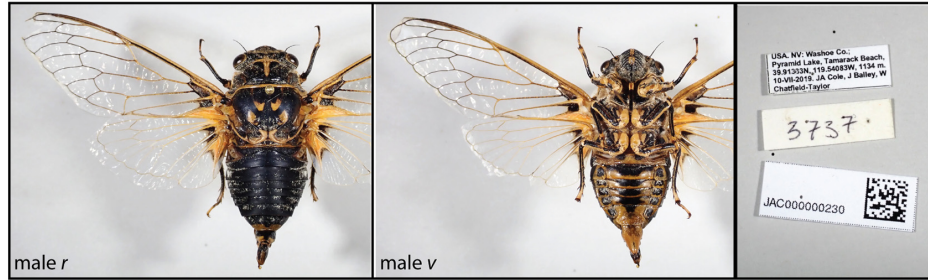 male r
male v
USA, NV: Washoe Co.;
Pyramid Lake, Tamarack Beach,
39.91383N, -119.54083W, 1134 m.
10-VII-2019. JA Cole, J Bailey, W
Chatfield-Taylor
3737
JAC000000230